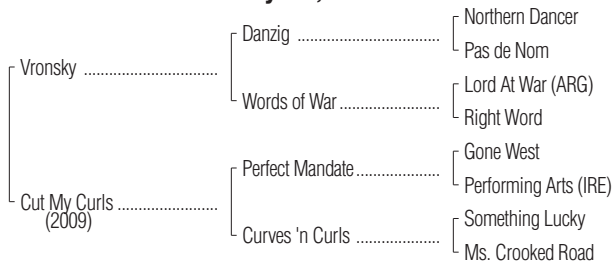 Northern Dancer
Danzig
Pas de Nom
Vronsky
Lord At War (ARG)
Words of War
Right Word
Gone West
Perfect Mandate
Performing Arts (IRE)
Cut My Curls
(2009)
Something Lucky
Curves 'n Curls
Ms. Crooked Road